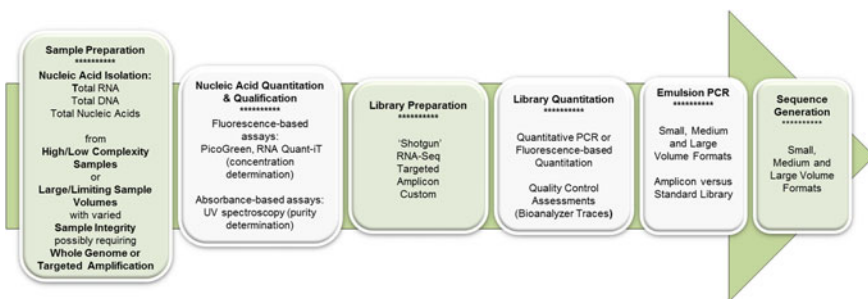 Sample Preparation
**********
Nucleic Acid Isolation:
Total RNA
Total DNA
Total Nucleic Acids
from
High/Low Complexity
Samples
or
Large/Limiting Sample
Volumes
with varied
Sample Integrity
possibly requiring
Whole Genome or
Targeted Amplification
Nucleic Acid Quantitation
& Qualification
**********
Fluorescence-based
assays:
PicoGreen, RNA Quant-iT
(concentration
determination)
Absorbance-based assays:
UV spectroscopy (purity
determination)
Library Preparation
**********
'Shotgun'
RNA-Seq
Targeted
Amplicon
Custom
Library Quantitation
**********
Quantitative PCR or
Fluorescence-based
Quantitation
Quality Control
Assessments
(Bioanalyzer Traces)
Emulsion PCR
**********
Small, Medium
and Large
Volume Formats
Amplicon versus
Standard Library
Sequence
Generation
**********
Small,
Medium and
Large Volume
Formats